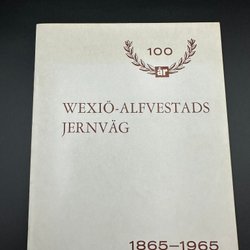 100
år
WEXIÖ-ALFVESTADS
JERNVÄG
1865-1965